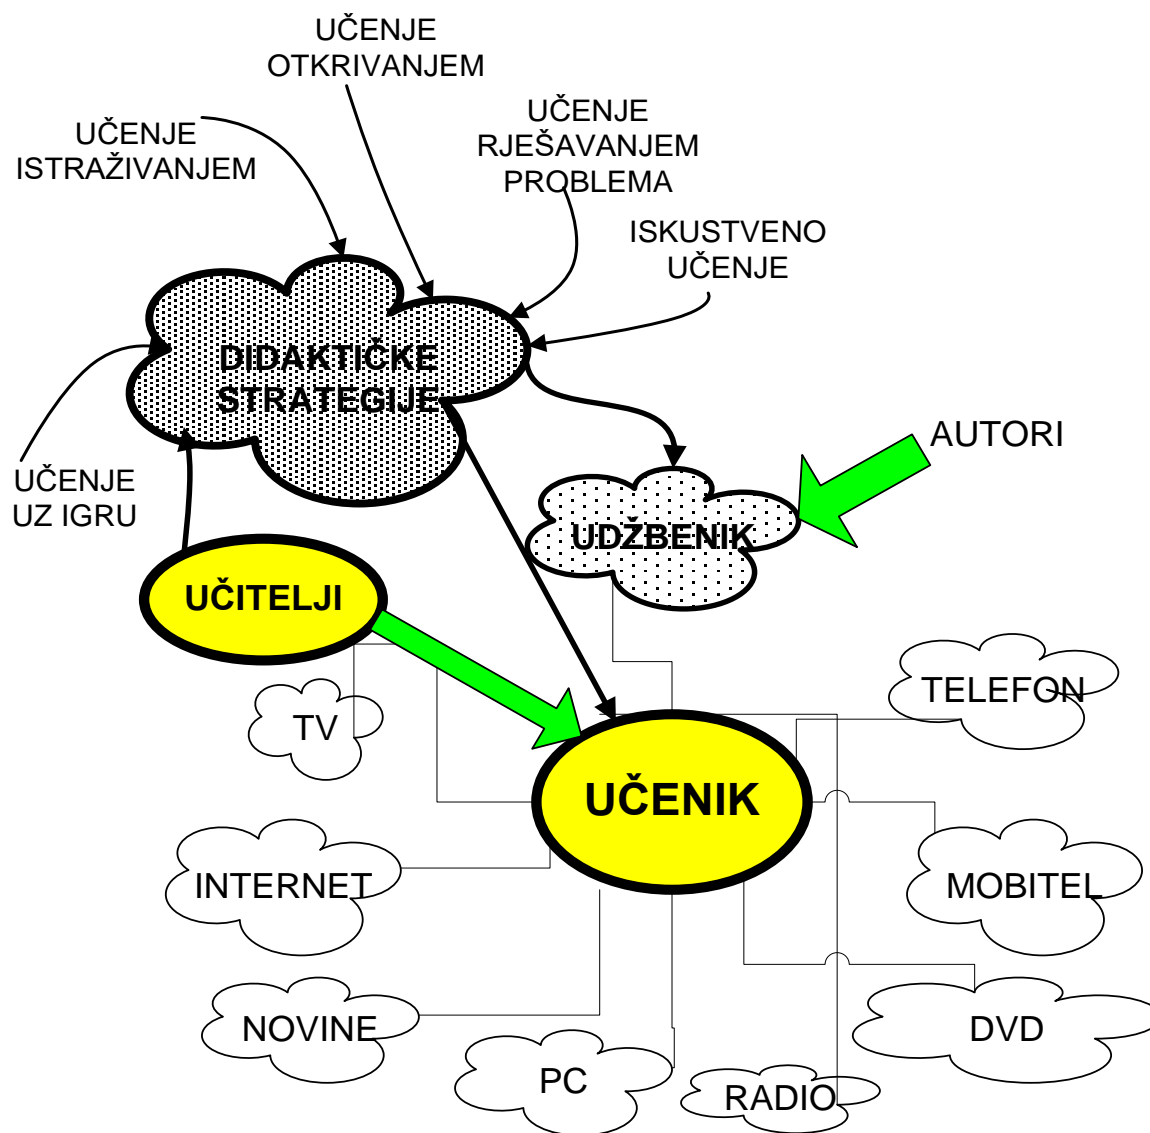 UČENJE
OTKRIVANJEM
UČENJE
ISTRAŽIVANJEM
UČENJE
RJEŠAVANJEM
PROBLEMA
ISKUSTVENO
UČENJE
DIDAKTIČKE
STRATEGIJE
AUTORI
UČENJE
UZ IGRU
UDŽBENIK
UČITELJI
TELEFON
TV
UČENIK
INTERNET
MOBITEL
NOVINE
DVD
PC
RADIO